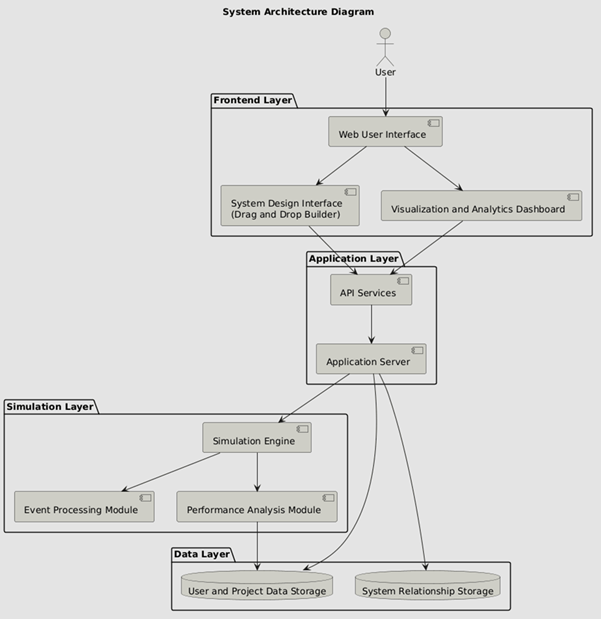 System Architecture Diagram
User
Frontend Layer
Web User Interface
System Design Interface
(Drag and Drop Builder)
Visualization and Analytics Dashboard
Application Layer
API Services
Application Server
Simulation Layer
Simulation Engine
Event Processing Module
Performance Analysis Module
Data Layer
User and Project Data Storage
System Relationship Storage